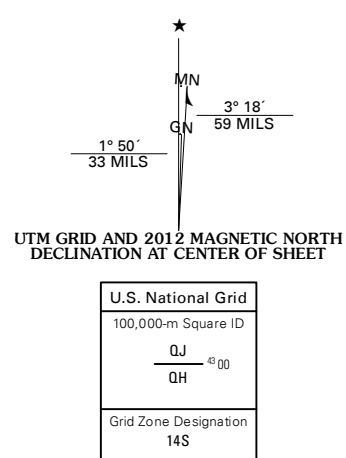 ★
MN
3° 18´
59 MILS
GN
1° 50´
33 MILS
UTM GRID AND 2012 MAGNETIC NORTH
DECLINATION AT CENTER OF SHEET
U.S. National Grid
100,000-m Square ID
QJ
4300
QH
Grid Zone Designation
14S